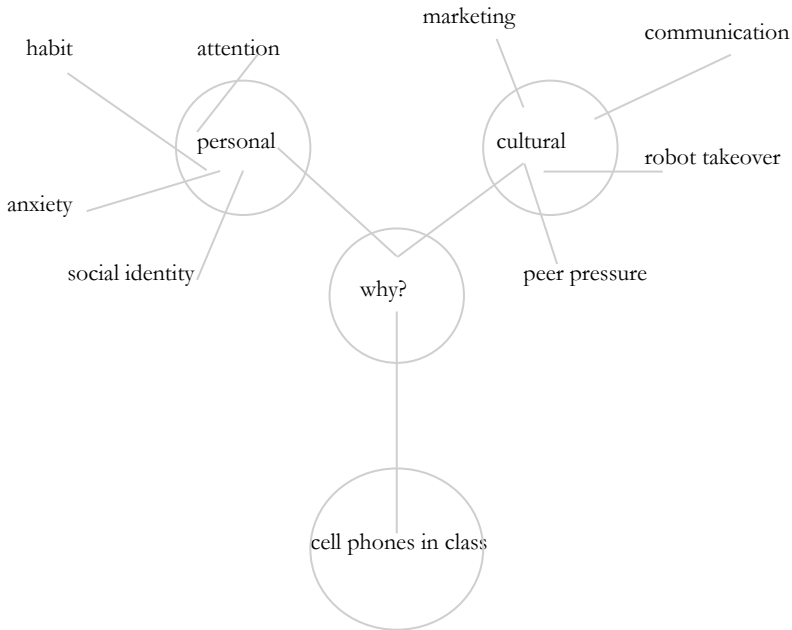 marketing
communication
habit
attention
personal
cultural
robot takeover
anxiety
social identity
peer pressure
why?
cell phones in class